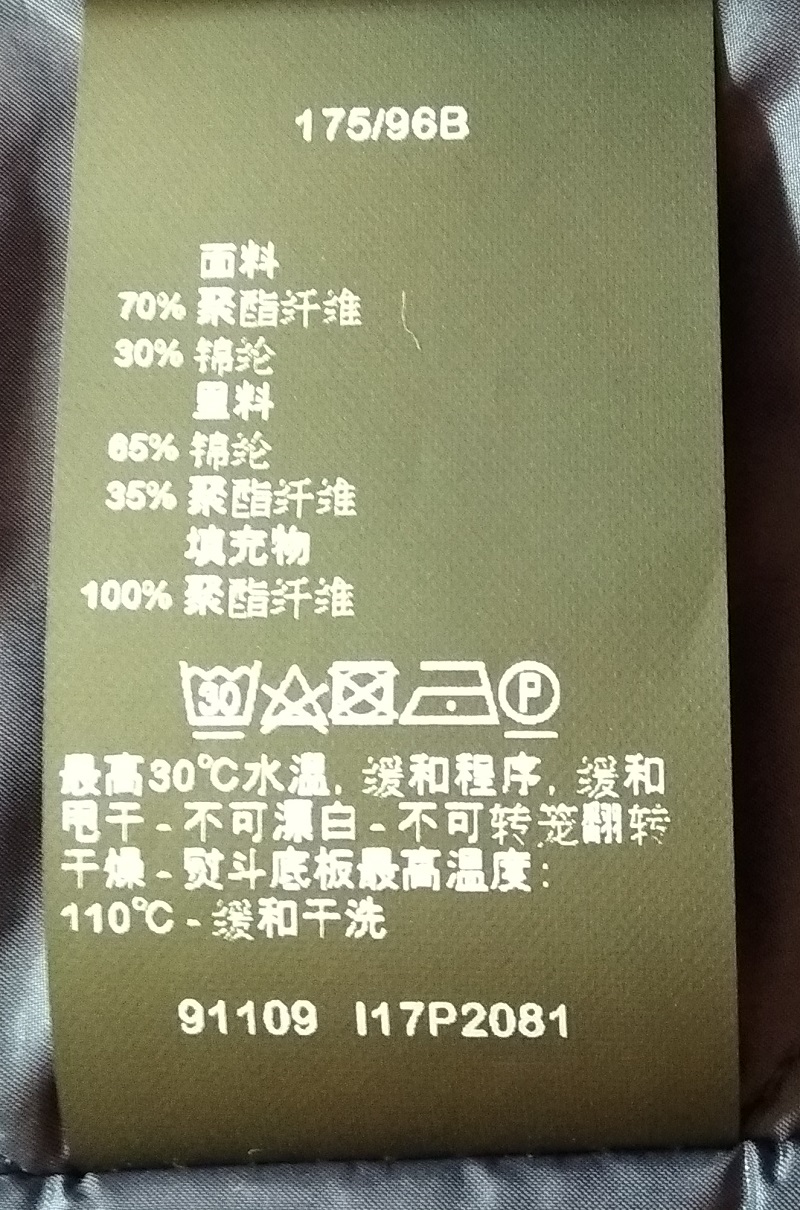 175/96B
面料
70% 聚酯纤维
30% 锦纶
里料
65% 锦纶
35% 聚酯纤维
填充物
100% 聚酯纤维
30 P
最高30℃水温, 缓和程序, 缓和
甩干 - 不可漂白 - 不可转笼翻转
干燥 - 熨斗底板最高温度:
110℃ - 缓和干洗
91109 I17P2081